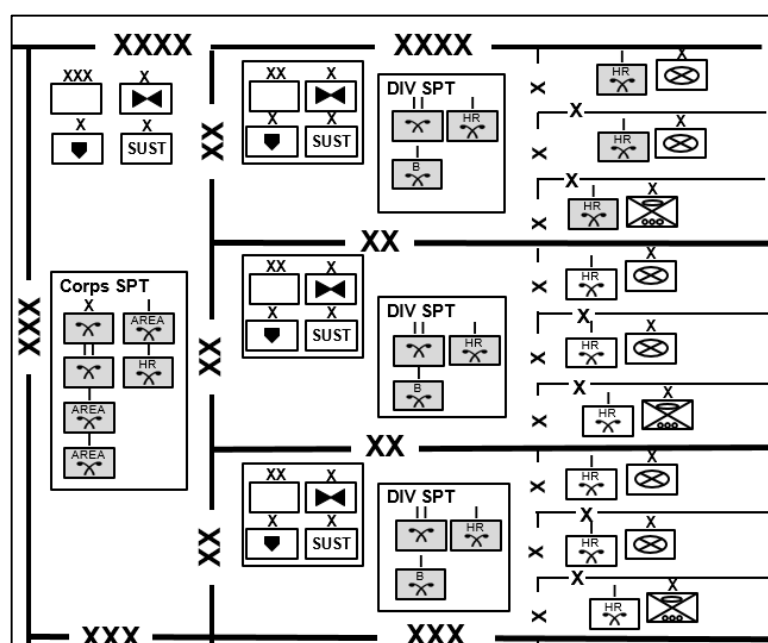 XXXX
XXXX
XXX X
X X
SUST
XXX
Corps SPT
X I
AREA
II I
HR
I
AREA
I
AREA
XX
XX X
X X
SUST
DIV SPT
II I
HR
I
B
X
I X
HR
X
X
I X
HR
X
X
I X
HR
XX
XX
XX X
X X
SUST
DIV SPT
II I
HR
I
B
X
I X
HR
X
X
I X
HR
X
X
I X
HR
XX
XX
XX X
X X
SUST
DIV SPT
II I
HR
I
B
X
I X
HR
X
X
I X
HR
X
X
I X
HR
XXX
XXX